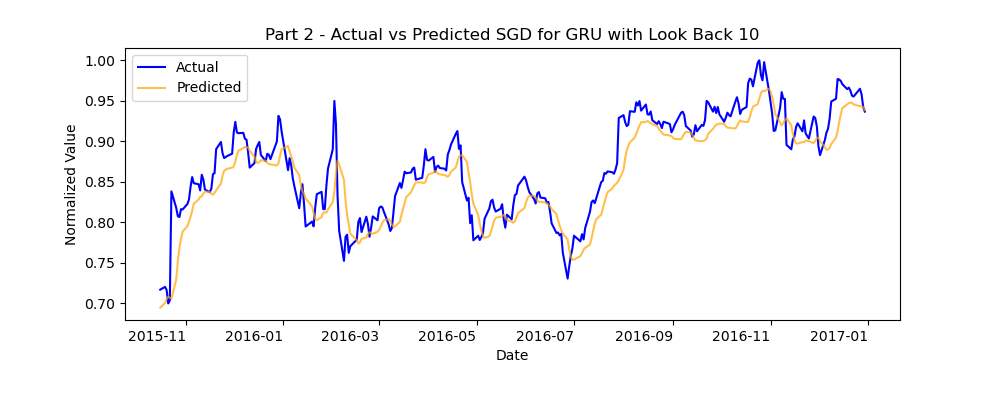 Part 2 - Actual vs Predicted SGD for GRU with Look Back 10
Actual
Predicted
Normalized Value
1.00
0.95
0.90
0.85
0.80
0.75
0.70
2015-11 2016-01 2016-03 2016-05 2016-07 2016-09 2016-11 2017-01
Date